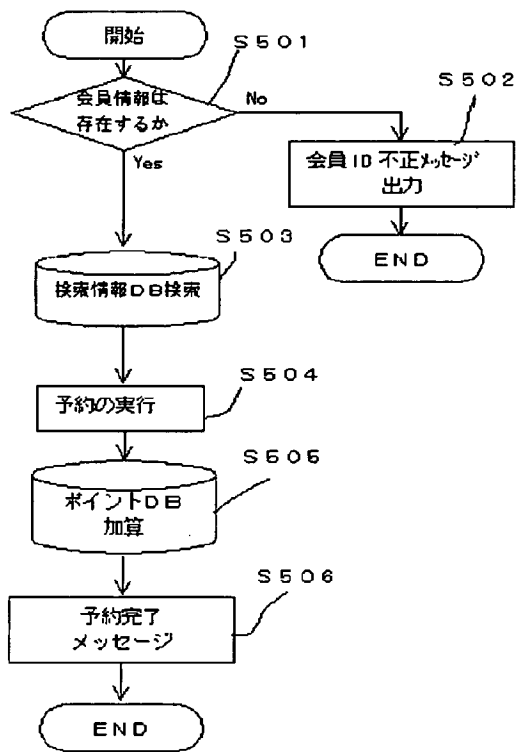 開始
S501
会員情報は
存在するか
No
S502
会員ID不正メッセージ
出力
Yes
END
S503
検索情報DB検索
S504
予約の実行
S505
ポイントDB
加算
S506
予約完了
メッセージ
END